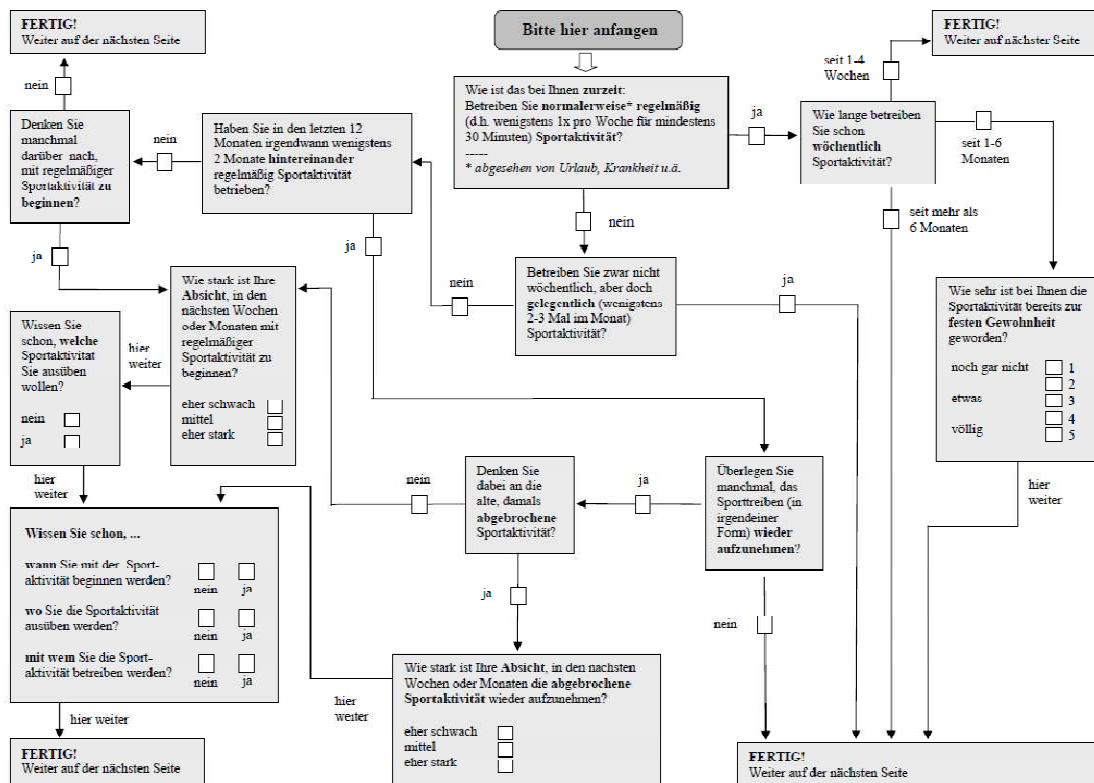 Bitte hier anfangen
FERTIG!
Weiter auf der nächsten Seite
FERTIG!
Weiter auf nächster Seite
nein
seit 1-4
Wochen
Wie ist das bei Ihnen zurzeit:
Betreiben Sie normalerweise* regelmäßig
(d.h. wenigstens 1x pro Woche für mindestens
30 Minuten) Sportaktivität?
-----
* abgesehen von Urlaub, Krankheit u.ä.
ja
Wie lange betreiben
Sie schon
wöchentlich
Sportaktivität?
seit 1-6
Monaten
seit mehr als
6 Monaten
Denken Sie
manchmal
darüber nach,
mit regelmäßiger
Sportaktivität zu
beginnen?
nein
Haben Sie in den letzten 12
Monaten irgendwann wenigstens
2 Monate hintereinander
regelmäßig Sportaktivität
betrieben?
nein
ja
ja
nein
Betreiben Sie zwar nicht
wöchentlich, aber doch
gelegentlich (wenigstens
2-3 Mal im Monat)
Sportaktivität?
ja
Wie stark ist Ihre
Absicht, in den
nächsten Wochen
oder Monaten mit
regelmäßiger
Sportaktivität zu
beginnen?
eher schwach
mittel
eher stark
Wissen Sie
schon, welche
Sportaktivitat
Sie ausüben
wollen?
nein
ja
hier
weiter
Wie sehr ist bei Ihnen die
Sportaktivität bereits zur
festen Gewohnheit
geworden?
noch gar nicht 1
2
etwas 3
4
völlig 5
hier
weiter
hier
weiter
nein
Denken Sie
dabei an die
alte, damals
abgebrochene
Sportaktivität?
ja
Überlegen Sie
manchmal, das
Sporttreiben (in
irgendeiner
Form) wieder
aufzunehmen?
ja
nein
Wissen Sie schon, ...
wann Sie mit der Sport-
aktivität beginnen werden?
nein ja
wo Sie die Sportaktivität
ausüben werden?
nein ja
mit wem Sie die Sport-
aktivität betreiben werden?
nein ja
hier weiter
hier
weiter
Wie stark ist Ihre Absicht, in den nachsten
Wochen oder Monaten die abgebrochene
Sportaktivität wieder aufzunehmen?
eher schwach
mittel
eher stark
FERTIG!
Weiter auf der nächsten Seite
FERTIG!
Weiter auf der nächsten Seite